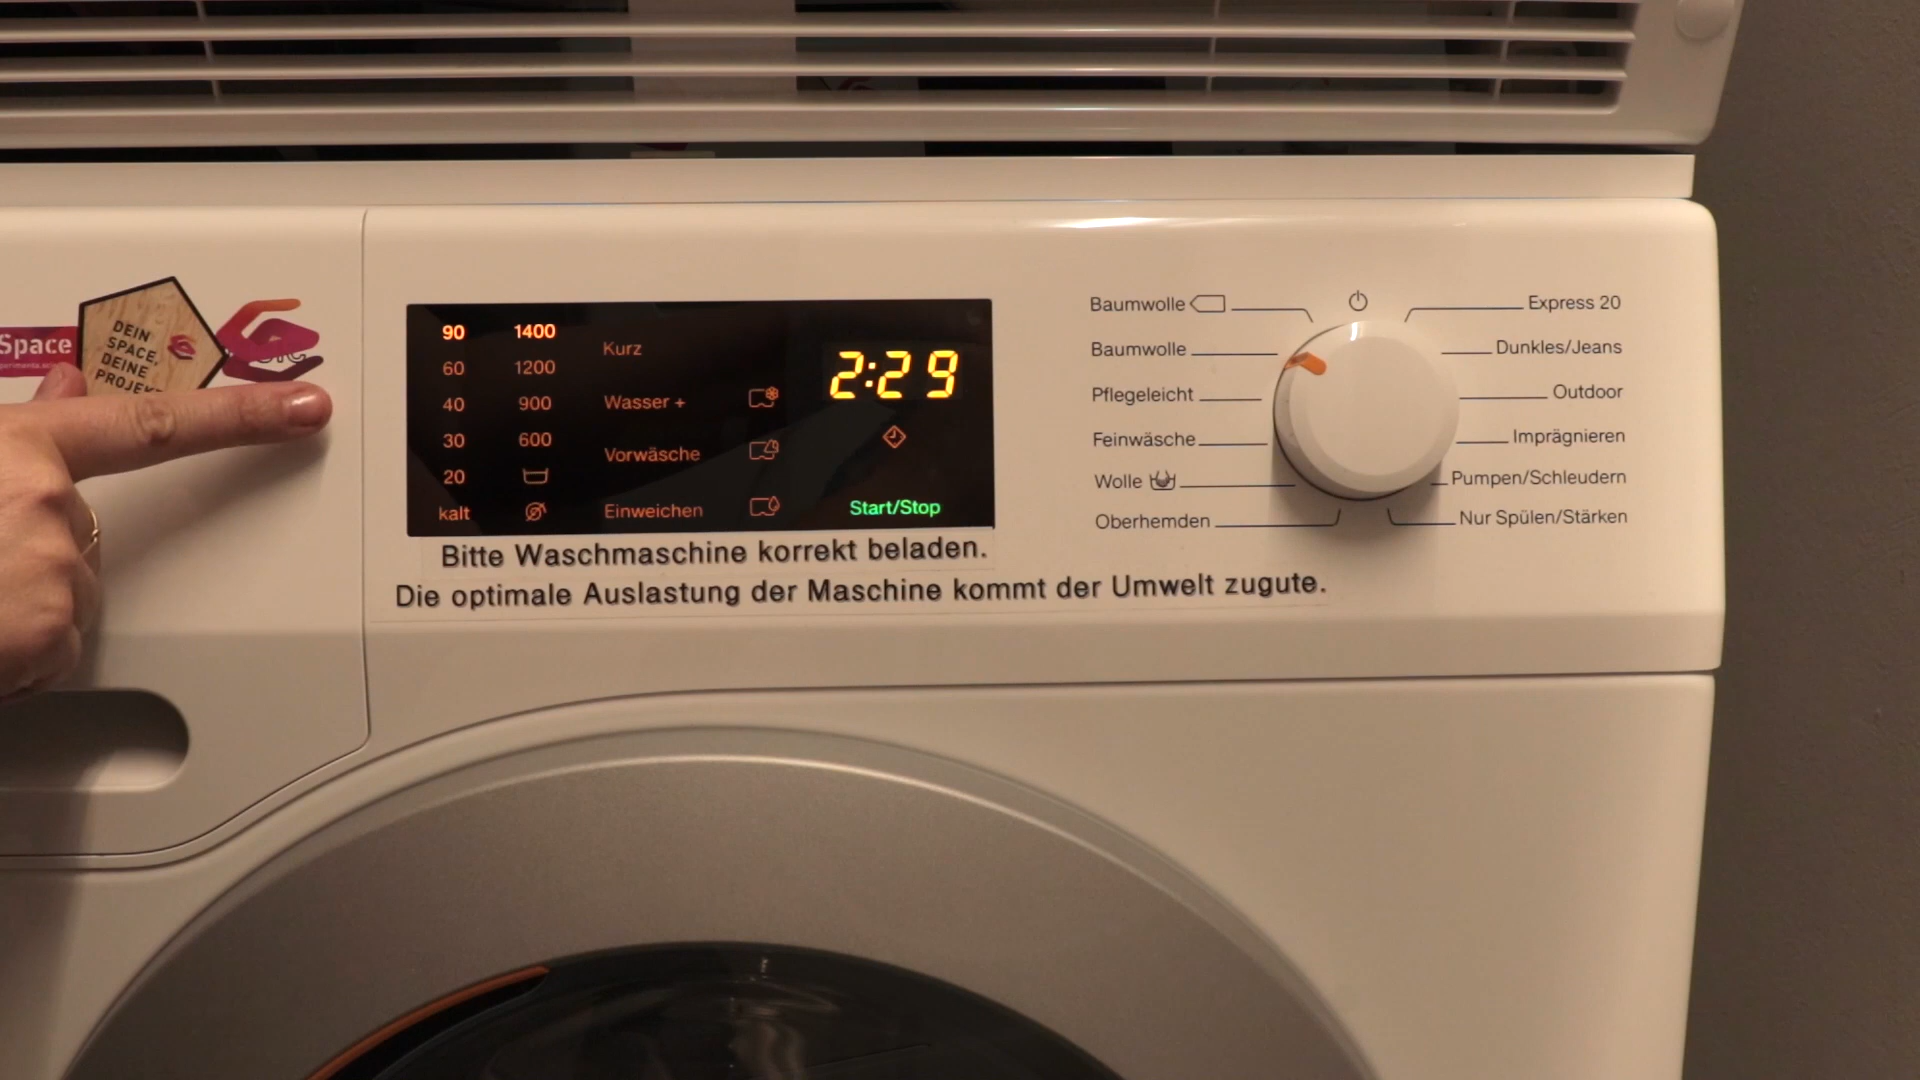 Space
DEIN
SPACE,
DEINE
PROJEK
90 1400
60 1200
40 900
30 600
20
kalt
Kurz
Wasser +
Vorwäsche
Einweichen
2:29
Start/Stop
Baumwolle
Baumwolle
Pflegeleicht
Feinwäsche
Wolle
Oberhemden
Express 20
Dunkles/Jeans
Outdoor
Imprägnieren
Pumpen/Schleudern
Nur Spülen/Stärken
Bitte Waschmaschine korrekt beladen.
Die optimale Auslastung der Maschine kommt der Umwelt zugute.